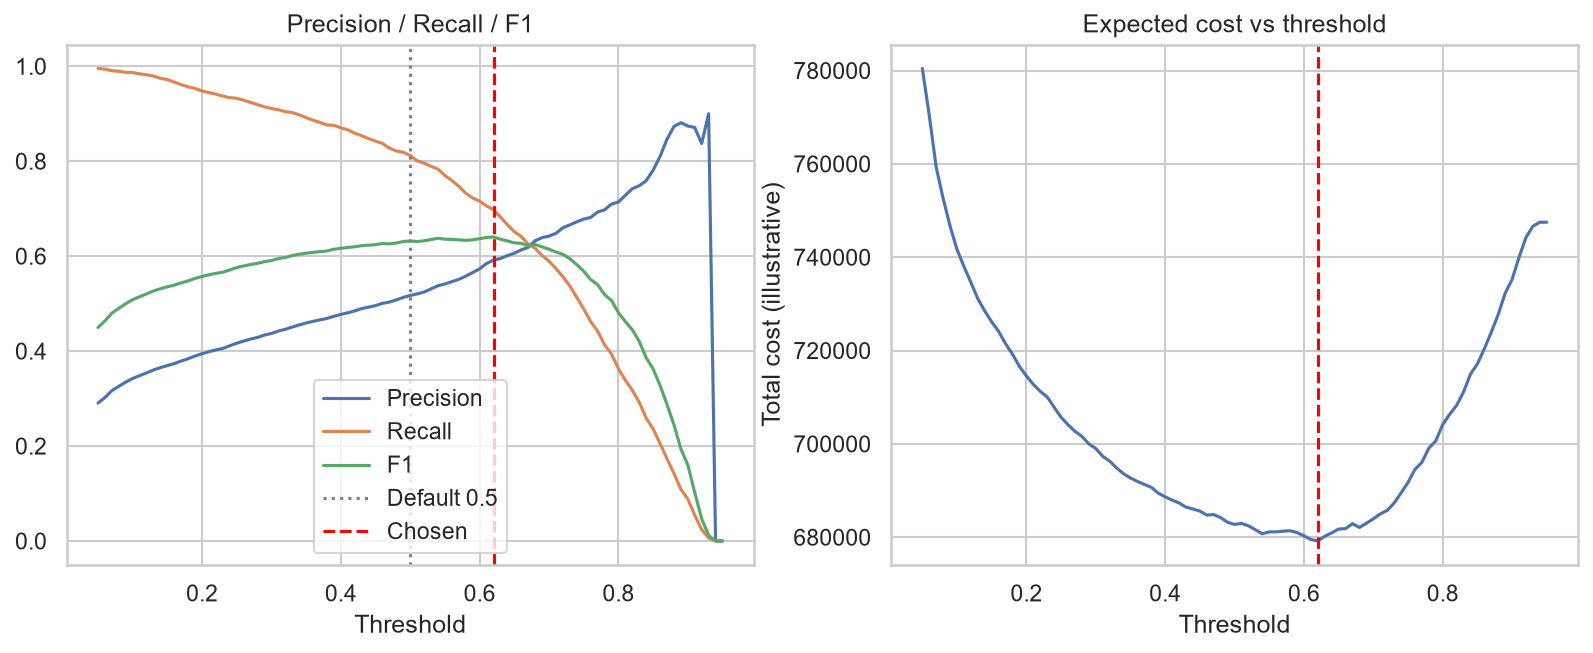 Precision / Recall / F1
1.0
0.8
0.6
0.4
0.2
0.0
Precision
Recall
F1
Default 0.5
Chosen
0.2 0.4 0.6 0.8
Threshold
Expected cost vs threshold
Total cost (illustrative)
780000
760000
740000
720000
700000
680000
0.2 0.4 0.6 0.8
Threshold